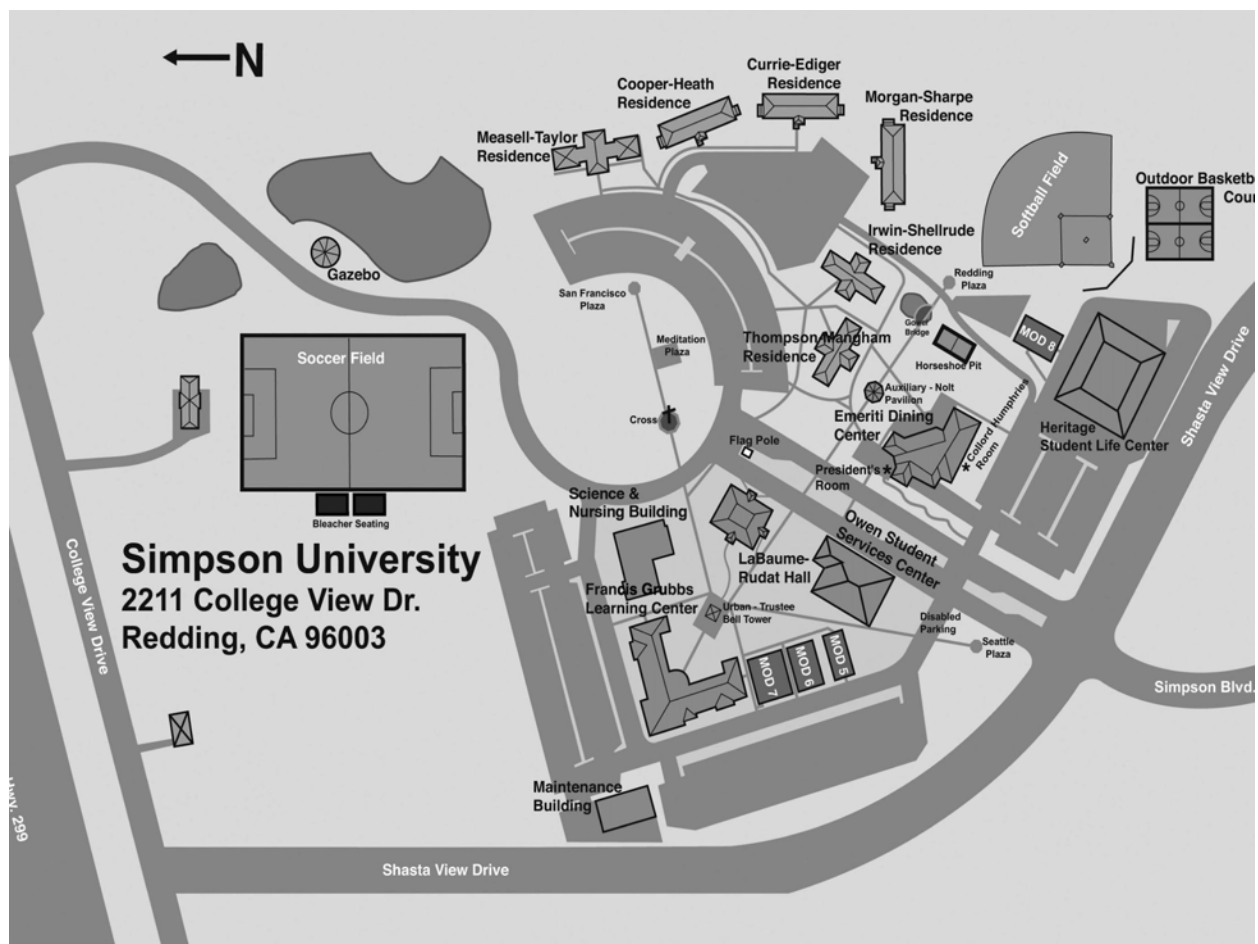 N
Currie-Ediger
Residence
Cooper-Heath
Residence
Morgan-Sharpe
Residence
Measell-Taylor
Residence
Softball Field
Outdoor Basketb
Cour
Irwin-Shellrude
Residence
Gazebo
Redding
Plaza
San Francisco
Plaza
Gower
Bridge
MOD 8
Meditation
Plaza
Thompson-Mangham
Residence
Horseshoe Pit
Soccer Field
Shasta View Drive
Auxiliary - Nolt
Pavilion
Cross
Emeriti Dining
Center
Collord Humphries
Room
Heritage
Student Life Center
Flag Pole
President's
Room
Science &
Nursing Building
Bleacher Seating
Owen Student
Services Center
Simpson University
2211 College View Dr.
Redding, CA 96003
LaBaume-
Rudat Hall
Francis Grubbs
Learning Center
Urban - Trustee
Bell Tower
Disabled
Parking
Seattle
Plaza
College View Drive
MOD 5
MOD 6
MOD 7
Simpson Blvd.
Maintenance
Building
Hwy. 299
Shasta View Drive